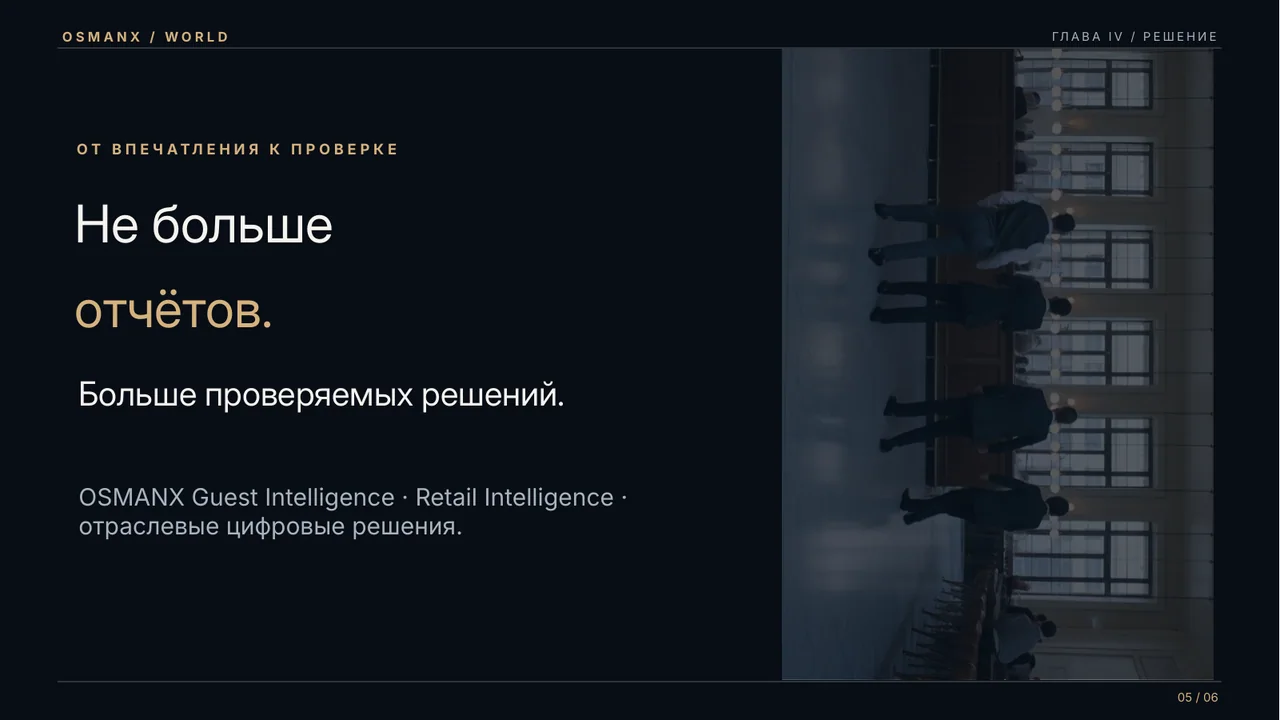 OSMANX / WORLD
ГЛАВА IV / РЕШЕНИЕ
ОТ ВПЕЧАТЛЕНИЯ К ПРОВЕРКЕ
Не больше
отчётов.
Больше проверяемых решений.
OSMANX Guest Intelligence · Retail Intelligence ·
отраслевые цифровые решения.
05 / 06